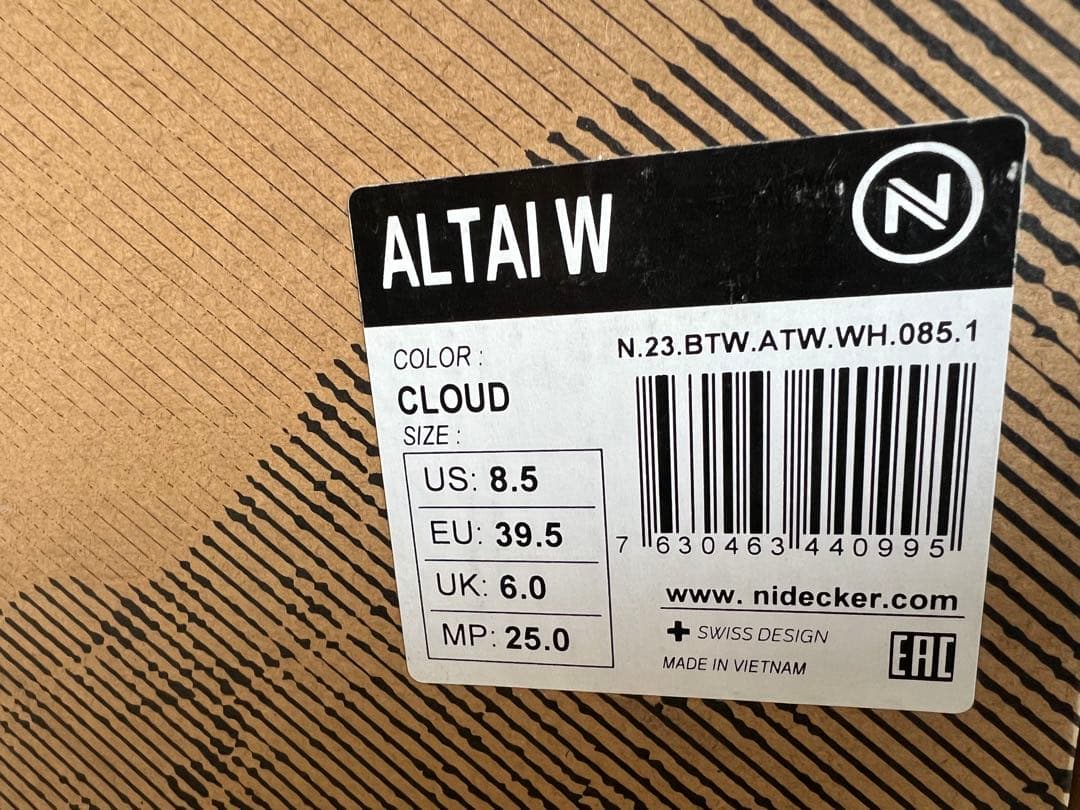 ALTAI W
N
COLOR :
CLOUD
SIZE :
US: 8.5
EU: 39.5
UK: 6.0
MP: 25.0
N.23.BTW.ATW.WH.085.1
7 630463 440995
www. nidecker.com
SWISS DESIGN
MADE IN VIETNAM
EAC